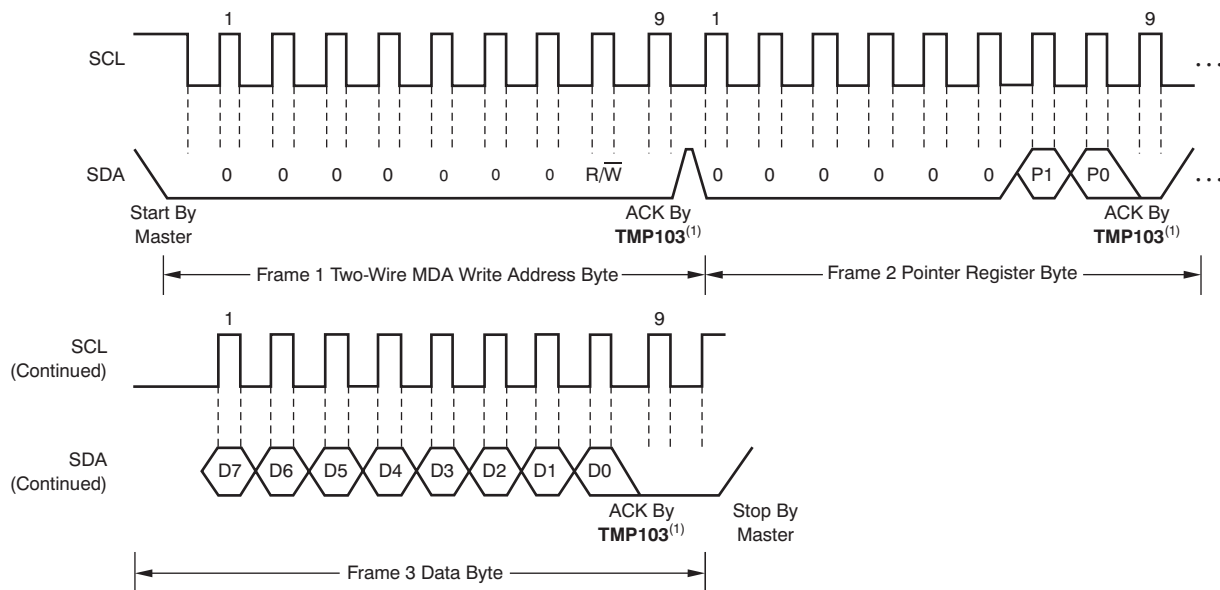 1 9 1 9
SCL
...
SDA 0 0 0 0 0 0 0 R/W̅ 0 0 0 0 0 0 P1 P0 ...
Start By
Master
ACK By
TMP103(1)
ACK By
TMP103(1)
Frame 1 Two-Wire MDA Write Address Byte
Frame 2 Pointer Register Byte
1 9
SCL
(Continued)
SDA
(Continued)
D7 D6 D5 D4 D3 D2 D1 D0
ACK By
TMP103(1)
Stop By
Master
Frame 3 Data Byte